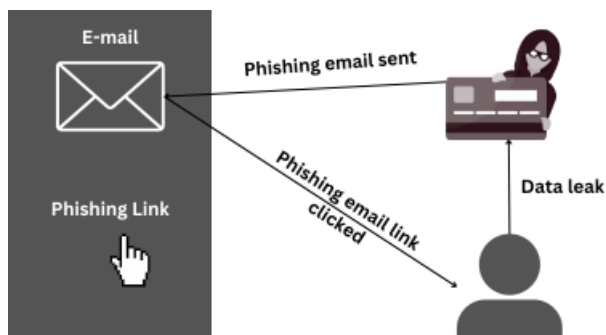 E-mail
Phishing email sent
Phishing email link
clicked
Phishing Link
Data leak